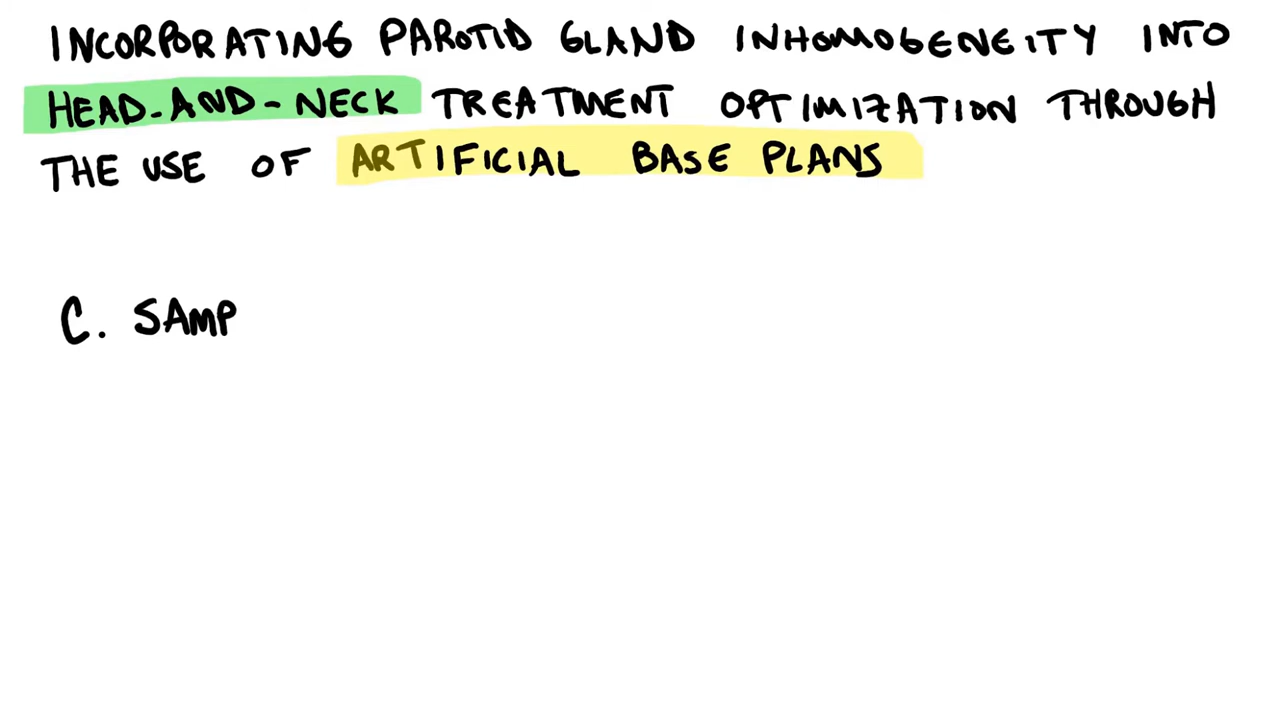 INCORPORATING PAROTID GLAND INHOMOGENEITY INTO
HEAD-AND-NECK TREATMENT OPTIMIZATION THROUGH
THE USE OF ARTIFICIAL BASE PLANS
C. SAMP